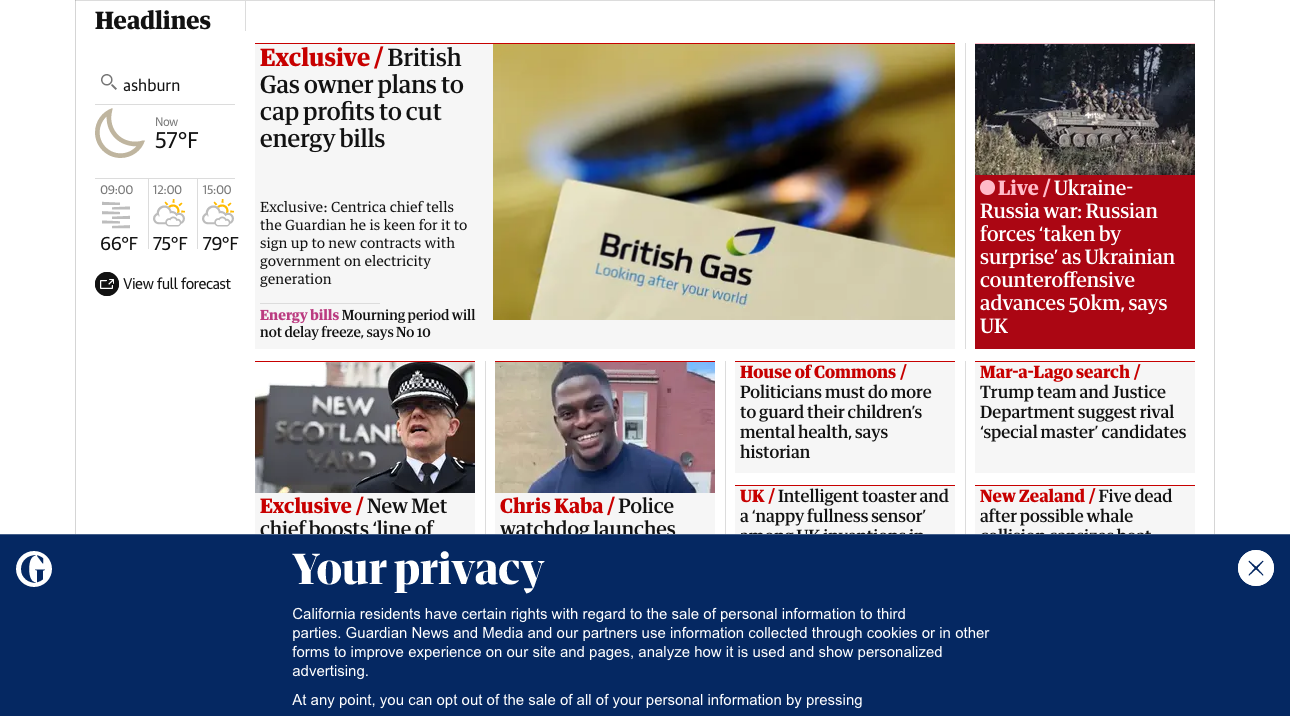 Headlines
ashburn
Now
57°F
09:00 12:00 15:00
66°F 75°F 79°F
View full forecast
Exclusive / British
Gas owner plans to
cap profits to cut
energy bills
Exclusive: Centrica chief tells
the Guardian he is keen for it to
sign up to new contracts with
government on electricity
generation
Energy bills Mourning period will
not delay freeze, says No 10
British Gas
Looking after your world
Live / Ukraine-
Russia war: Russian
forces ‘taken by
surprise’ as Ukrainian
counteroffensive
advances 50km, says
UK
NEW
SCOTLAND
YARD
Exclusive / New Met
chief boosts ‘line of
Chris Kaba / Police
watchdog launches
House of Commons /
Politicians must do more
to guard their children’s
mental health, says
historian
UK / Intelligent toaster and
a ‘nappy fullness sensor’
among UK inventions in
Mar-a-Lago search /
Trump team and Justice
Department suggest rival
‘special master’ candidates
New Zealand / Five dead
after possible whale
collision capsizes boat
G
Your privacy
California residents have certain rights with regard to the sale of personal information to third
parties. Guardian News and Media and our partners use information collected through cookies or in other
forms to improve experience on our site and pages, analyze how it is used and show personalized
advertising.
At any point, you can opt out of the sale of all of your personal information by pressing